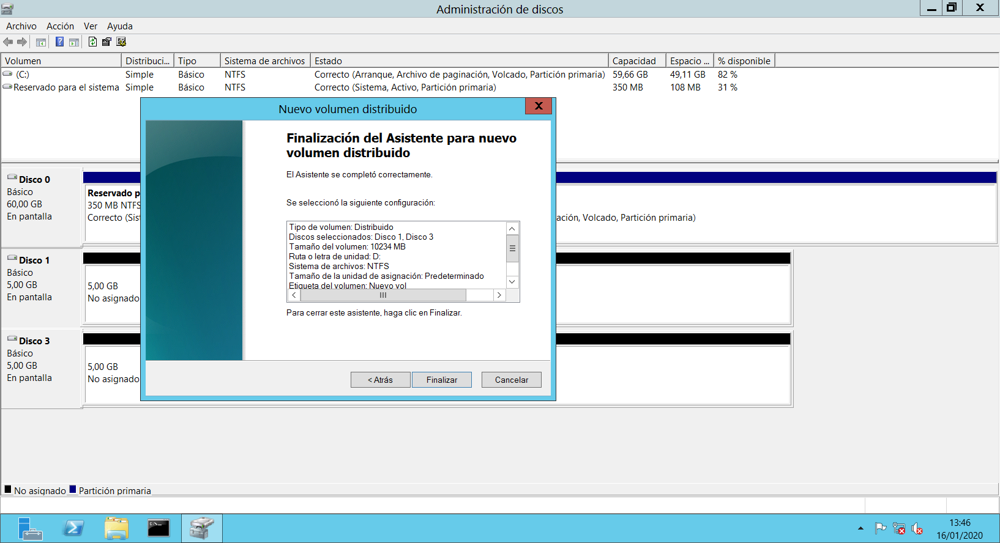 Administración de discos
Archivo Acción Ver Ayuda
Volumen Distribuci... Tipo Sistema de archivos Estado Capacidad Espacio ... % disponible
(C:) Simple Básico NTFS Correcto (Arranque, Archivo de paginación, Volcado, Partición primaria) 59,66 GB 49,11 GB 82 %
Reservado para el sistema Simple Básico NTFS Correcto (Sistema, Activo, Partición primaria) 350 MB 108 MB 31 %
Nuevo volumen distribuido
Finalización del Asistente para nuevo
volumen distribuido
El Asistente se completó correctamente.
Se seleccionó la siguiente configuración:
Tipo de volumen: Distribuido
Discos seleccionados: Disco 1, Disco 3
Tamaño del volumen: 10234 MB
Ruta o letra de unidad: D:
Sistema de archivos: NTFS
Tamaño de la unidad de asignación: Predeterminado
Etiqueta del volumen: Nuevo vol
Para cerrar este asistente, haga clic en Finalizar.
< Atrás Finalizar Cancelar
Disco 0
Básico
60,00 GB
En pantalla
Reservado p
350 MB NTFS
Correcto (Sis
ación, Volcado, Partición primaria)
Disco 1
Básico
5,00 GB
En pantalla
5,00 GB
No asignado
Disco 3
Básico
5,00 GB
En pantalla
5,00 GB
No asignado
No asignado Partición primaria
13:46
16/01/2020